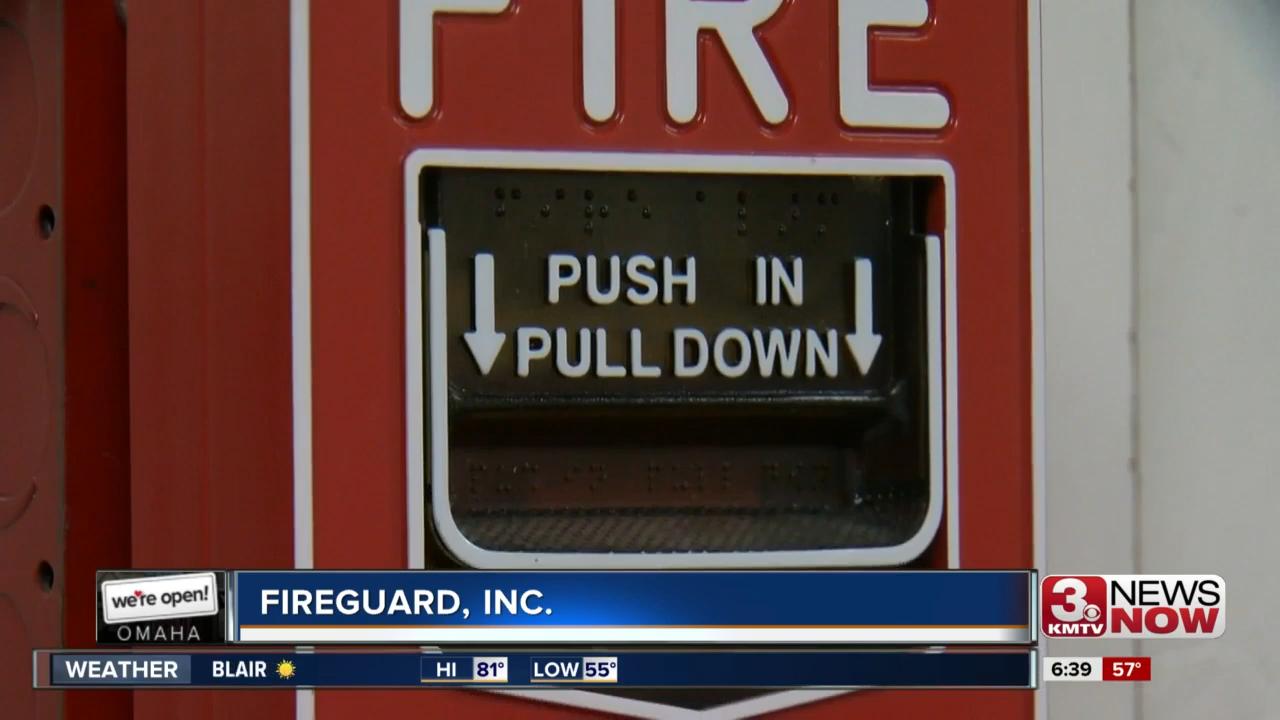 FIRE
PUSH IN
PULL DOWN
we're open!
OMAHA
FIREGUARD, INC.
3 KMTV
NEWS NOW
WEATHER BLAIR HI 81° LOW 55° 6:39 57°